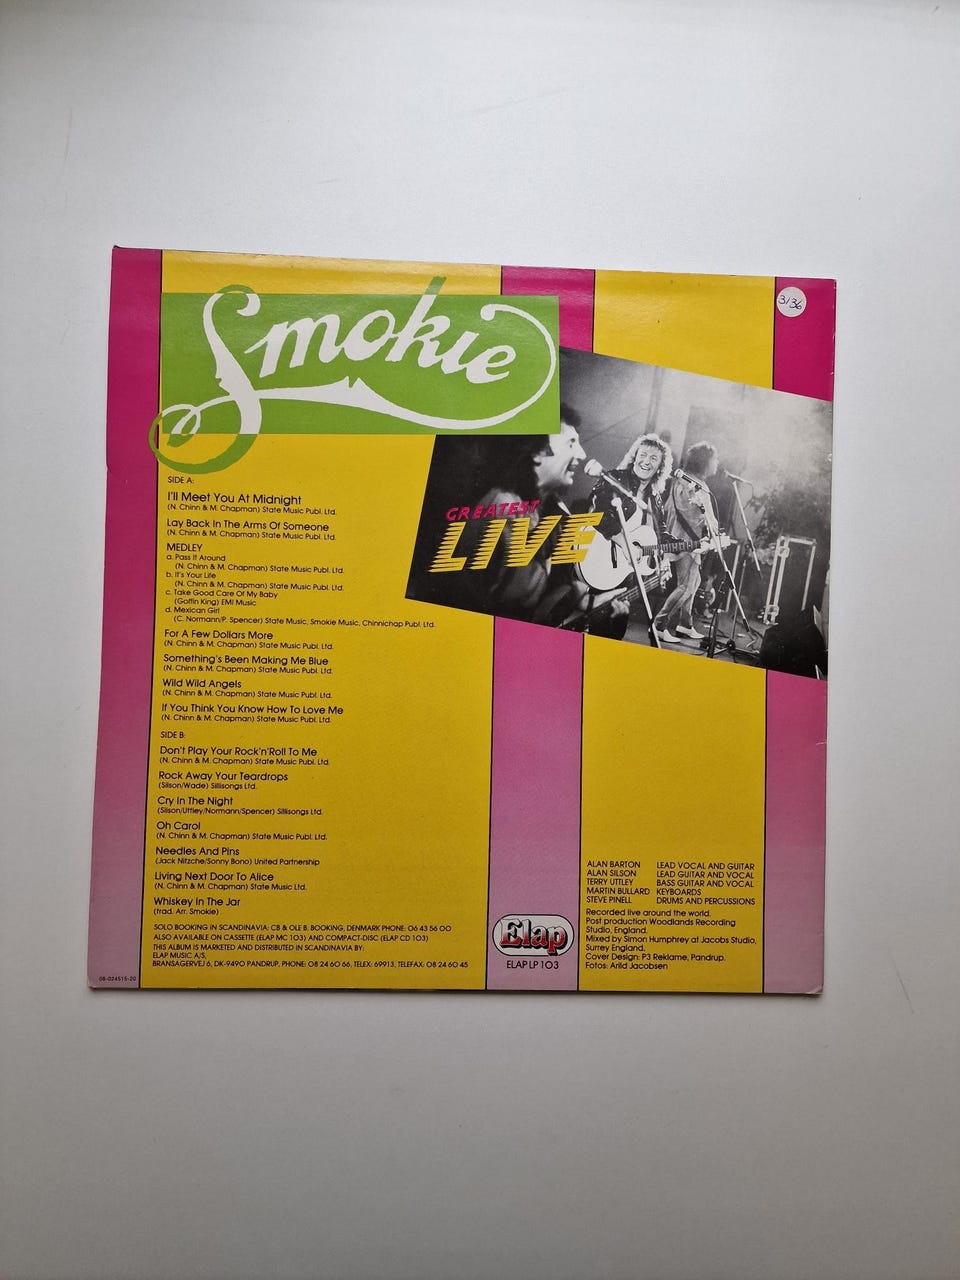 Smokie
3136
GREATEST
LIVE
SIDE A:
I'll Meet You At Midnight
(N. Chinn & M. Chapman) State Music Publ. Ltd.
Lay Back In The Arms Of Someone
(N. Chinn & M. Chapman) State Music Publ. Ltd.
MEDLEY
a. Pass It Around
(N. Chinn & M. Chapman) State Music Publ. Ltd.
b. It's Your Life
(N. Chinn & M. Chapman) State Music Publ. Ltd.
c. Take Good Care Of My Baby
(Goffin King) EMI Music
d. Mexican Girl
(C. Normann/P. Spencer) State Music, Smokie Music, Chinnichap Publ. Ltd.
For A Few Dollars More
(N. Chinn & M. Chapman) State Music Publ. Ltd.
Something's Been Making Me Blue
(N. Chinn & M. Chapman) State Music Publ. Ltd.
Wild Wild Angels
(N. Chinn & M. Chapman) State Music Publ. Ltd.
If You Think You Know How To Love Me
(N. Chinn & M. Chapman) State Music Publ. Ltd.
SIDE B:
Don't Play Your Rock'n'Roll To Me
(N. Chinn & M. Chapman) State Music Publ. Ltd.
Rock Away Your Teardrops
(Silson/Wade) Sillisongs Ltd.
Cry In The Night
(Silson/Uttley/Normann/Spencer) Sillisongs Ltd.
Oh Carol
(N. Chinn & M. Chapman) State Music Publ. Ltd.
Needles And Pins
(Jack Nitzche/Sonny Bono) United Partnership
Living Next Door To Alice
(N. Chinn & M. Chapman) State Music Publ. Ltd.
Whiskey In The Jar
(trad. Arr. Smokie)
SOLO BOOKING IN SCANDINAVIA: CB & OLE B. BOOKING, DENMARK PHONE: 06 43 56 00
ALSO AVAILABLE ON CASSETTE (ELAP MC 103) AND COMPACT-DISC (ELAP CD 103)
THIS ALBUM IS MARKETED AND DISTRIBUTED IN SCANDINAVIA BY:
ELAP MUSIC A/S,
BRANSAGERVEJ 6, DK-9490 PANDRUP, PHONE: 08 24 60 66, TELEX: 69913, TELEFAX: 08 24 60 45
08-024515-20
Elap
ELAP LP 103
ALAN BARTON LEAD VOCAL AND GUITAR
ALAN SILSON LEAD GUITAR AND VOCAL
TERRY UTTLEY BASS GUITAR AND VOCAL
MARTIN BULLARD KEYBOARDS
STEVE PINELL DRUMS AND PERCUSSIONS
Recorded live around the world.
Post production Woodlands Recording
Studio, England.
Mixed by Simon Humphrey at Jacobs Studio,
Surrey England.
Cover Design: P3 Reklame, Pandrup.
Fotos: Arild Jacobsen